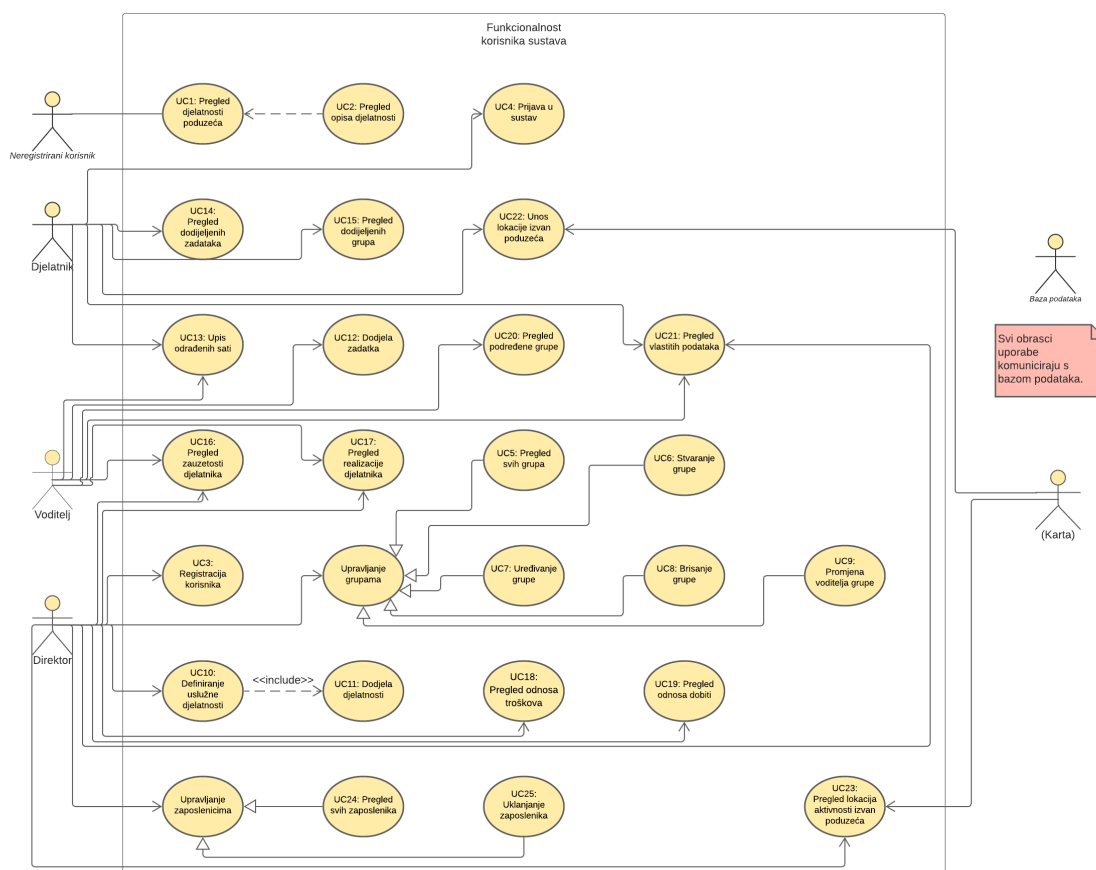 Funkcionalnost
korisnika sustava
UC1: Pregled
djelatnosti
poduzeća
UC2: Pregled
opisa djelatnosti
UC4: Prijava u
sustav
Neregistrirani korisnik
UC14:
Pregled
dodijeljenih
zadataka
UC15: Pregled
dodijeljenih
grupa
UC22: Unos
lokacije izvan
poduzeća
Djelatnik
Baza podataka
UC13: Upis
odrađenih sati
UC12: Dodjela
zadatka
UC20: Pregled
podređene grupe
UC21: Pregled
vlastitih podataka
Svi obrasci
uporabe
komuniciraju s
bazom podataka.
UC16:
Pregled
zauzetosti
djelatnika
UC17:
Pregled
realizacije
djelatnika
UC5: Pregled
svih grupa
UC6: Stvaranje
grupe
Voditelj
(Karta)
UC3:
Registracija
korisnika
Upravljanje
grupama
UC7: Uređivanje
grupe
UC8: Brisanje
grupe
UC9:
Promjena
voditelja grupe
Direktor
UC10:
Definiranje
uslužne
djelatnosti
<<include>>
UC11: Dodjela
djelatnosti
UC18:
Pregled odnosa
troškova
UC19: Pregled
odnosa dobiti
Upravljanje
zaposlenicima
UC24: Pregled
svih zaposlenika
UC25:
Uklanjanje
zaposlenika
UC23:
Pregled lokacija
aktivnosti izvan
poduzeća